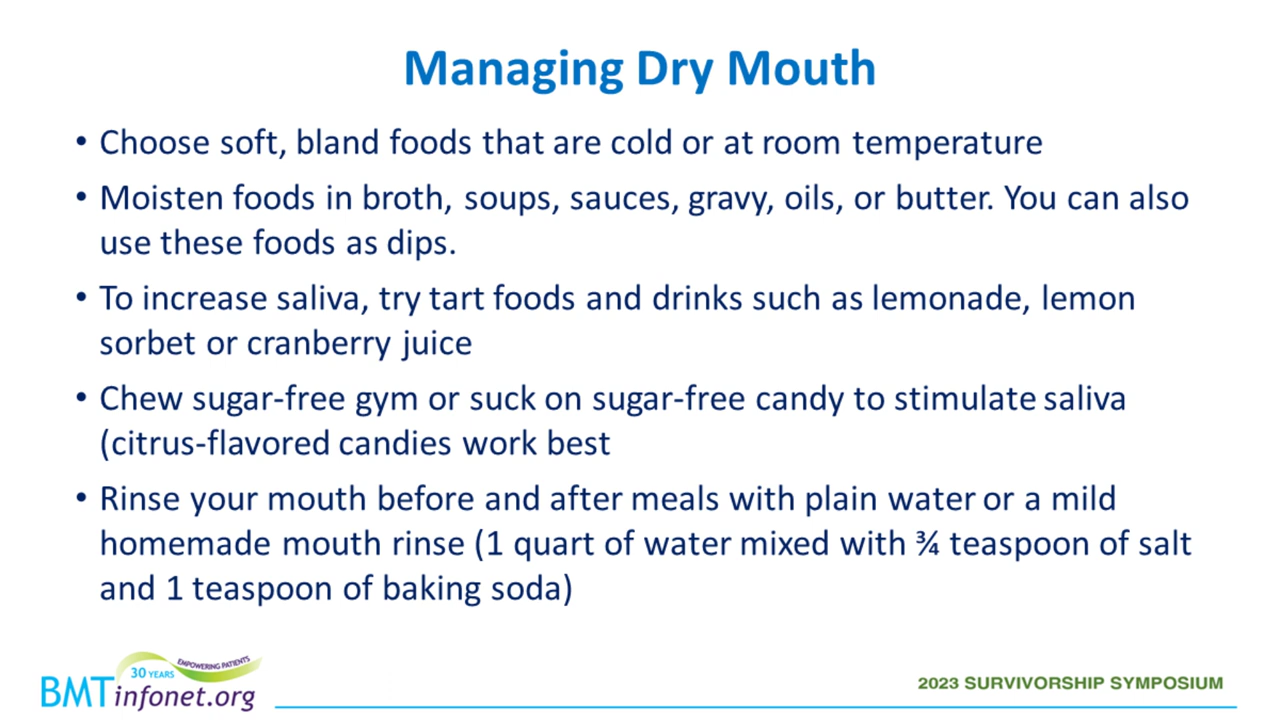 Managing Dry Mouth
• Choose soft, bland foods that are cold or at room temperature
• Moisten foods in broth, soups, sauces, gravy, oils, or butter. You can also
use these foods as dips.
• To increase saliva, try tart foods and drinks such as lemonade, lemon
sorbet or cranberry juice
• Chew sugar-free gym or suck on sugar-free candy to stimulate saliva
(citrus-flavored candies work best
• Rinse your mouth before and after meals with plain water or a mild
homemade mouth rinse (1 quart of water mixed with ¾ teaspoon of salt
and 1 teaspoon of baking soda)
30 YEARS EMPOWERING PATIENTS
BMTinfonet.org
2023 SURVIVORSHIP SYMPOSIUM